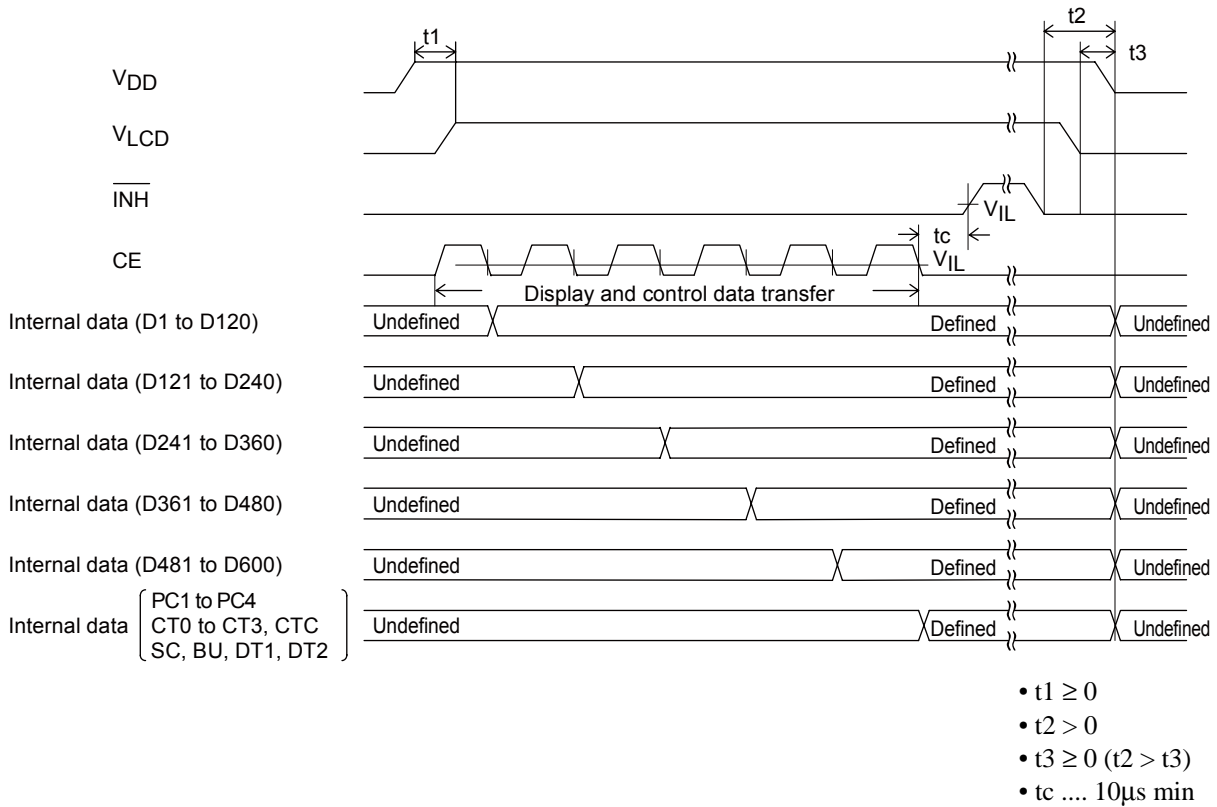 t1
t2
t3
VDD
VLCD
INH
VIL
tc
CE
VIL
Display and control data transfer
Internal data (D1 to D120) Undefined Defined Undefined
Internal data (D121 to D240) Undefined Defined Undefined
Internal data (D241 to D360) Undefined Defined Undefined
Internal data (D361 to D480) Undefined Defined Undefined
Internal data (D481 to D600) Undefined Defined Undefined
PC1 to PC4
Internal data CT0 to CT3, CTC Undefined Defined Undefined
SC, BU, DT1, DT2
• t1 ≥ 0
• t2 > 0
• t3 ≥ 0 (t2 > t3)
• tc .... 10μs min